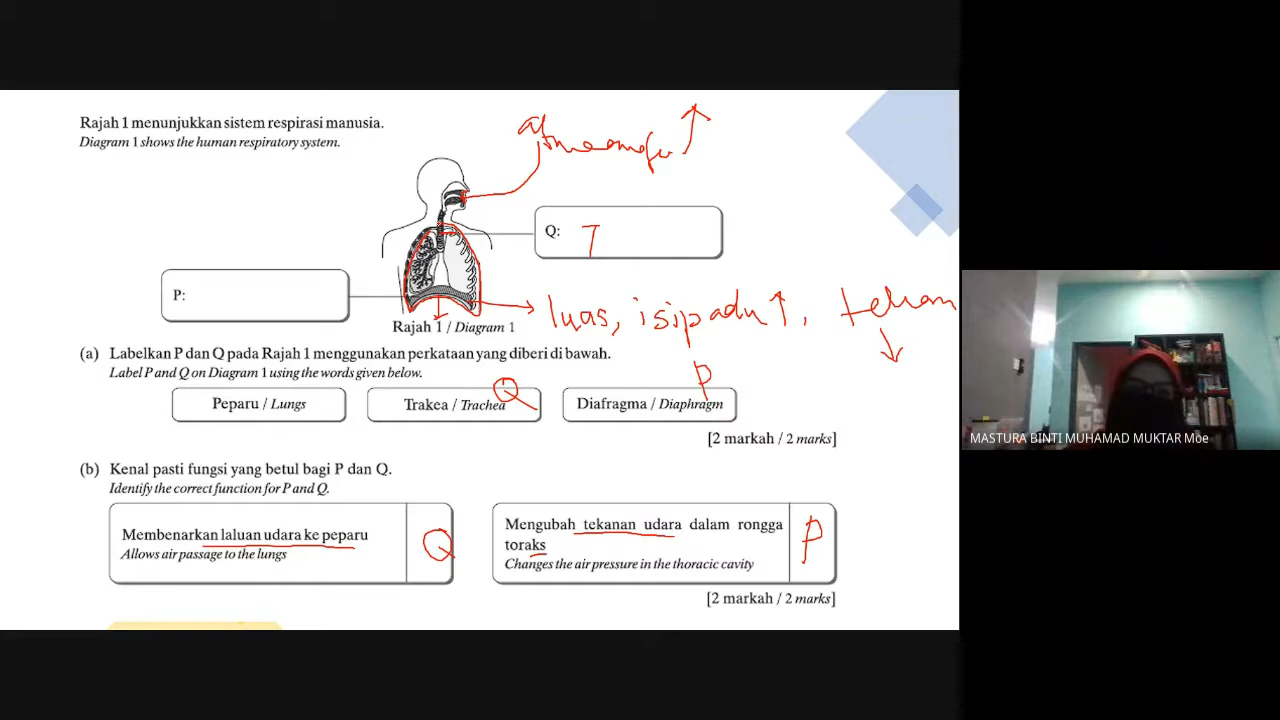 Rajah 1 menunjukkan sistem respirasi manusia.
Diagram 1 shows the human respiratory system.
Q: T
P:
luas, isipadu ↑, tekan
↓
Rajah 1 / Diagram 1
(a) Labelkan P dan Q pada Rajah 1 menggunakan perkataan yang diberi di bawah.
Label P and Q on Diagram 1 using the words given below.
Q
P
Peparu / Lungs
Trakea / Trachea
Diafragma / Diaphragm
[2 markah / 2 marks]
(b) Kenal pasti fungsi yang betul bagi P dan Q.
Identify the correct function for P and Q.
Membenarkan laluan udara ke peparu
Allows air passage to the lungs
Q
Mengubah tekanan udara dalam rongga
toraks
Changes the air pressure in the thoracic cavity
P
[2 markah / 2 marks]
MASTURA BINTI MUHAMAD MUKTAR Moe